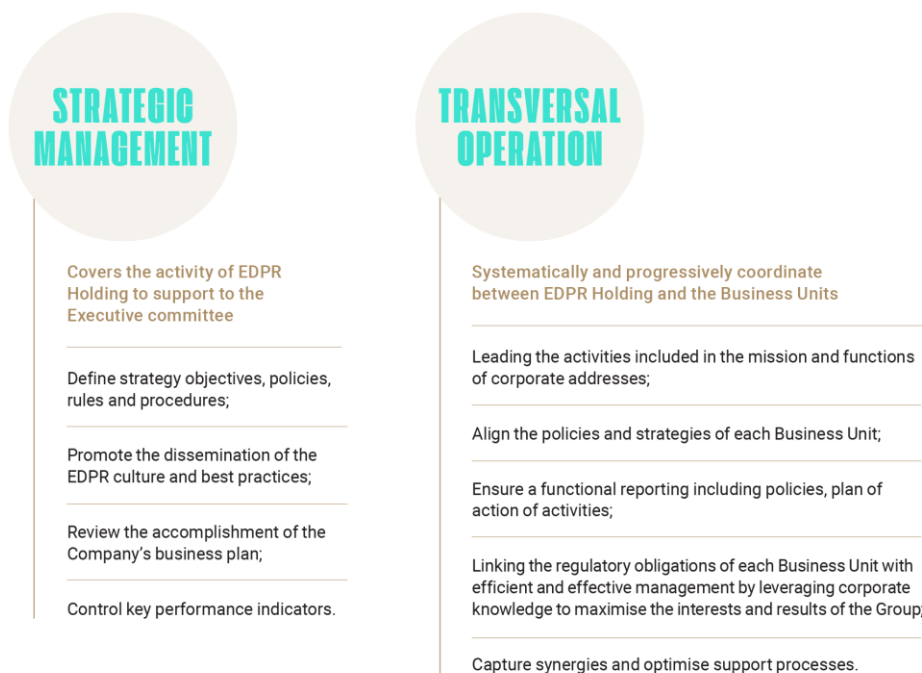 STRATEGIC
MANAGEMENT
Covers the activity of EDPR
Holding to support to the
Executive committee
Define strategy objectives, policies,
rules and procedures;
Promote the dissemination of the
EDPR culture and best practices;
Review the accomplishment of the
Company's business plan;
Control key performance indicators.
TRANSVERSAL
OPERATION
Systematically and progressively coordinate
between EDPR Holding and the Business Units
Leading the activities included in the mission and functions
of corporate addresses;
Align the policies and strategies of each Business Unit;
Ensure a functional reporting including policies, plan of
action of activities;
Linking the regulatory obligations of each Business Unit with
efficient and effective management by leveraging corporate
knowledge to maximise the interests and results of the Group;
Capture synergies and optimise support processes.